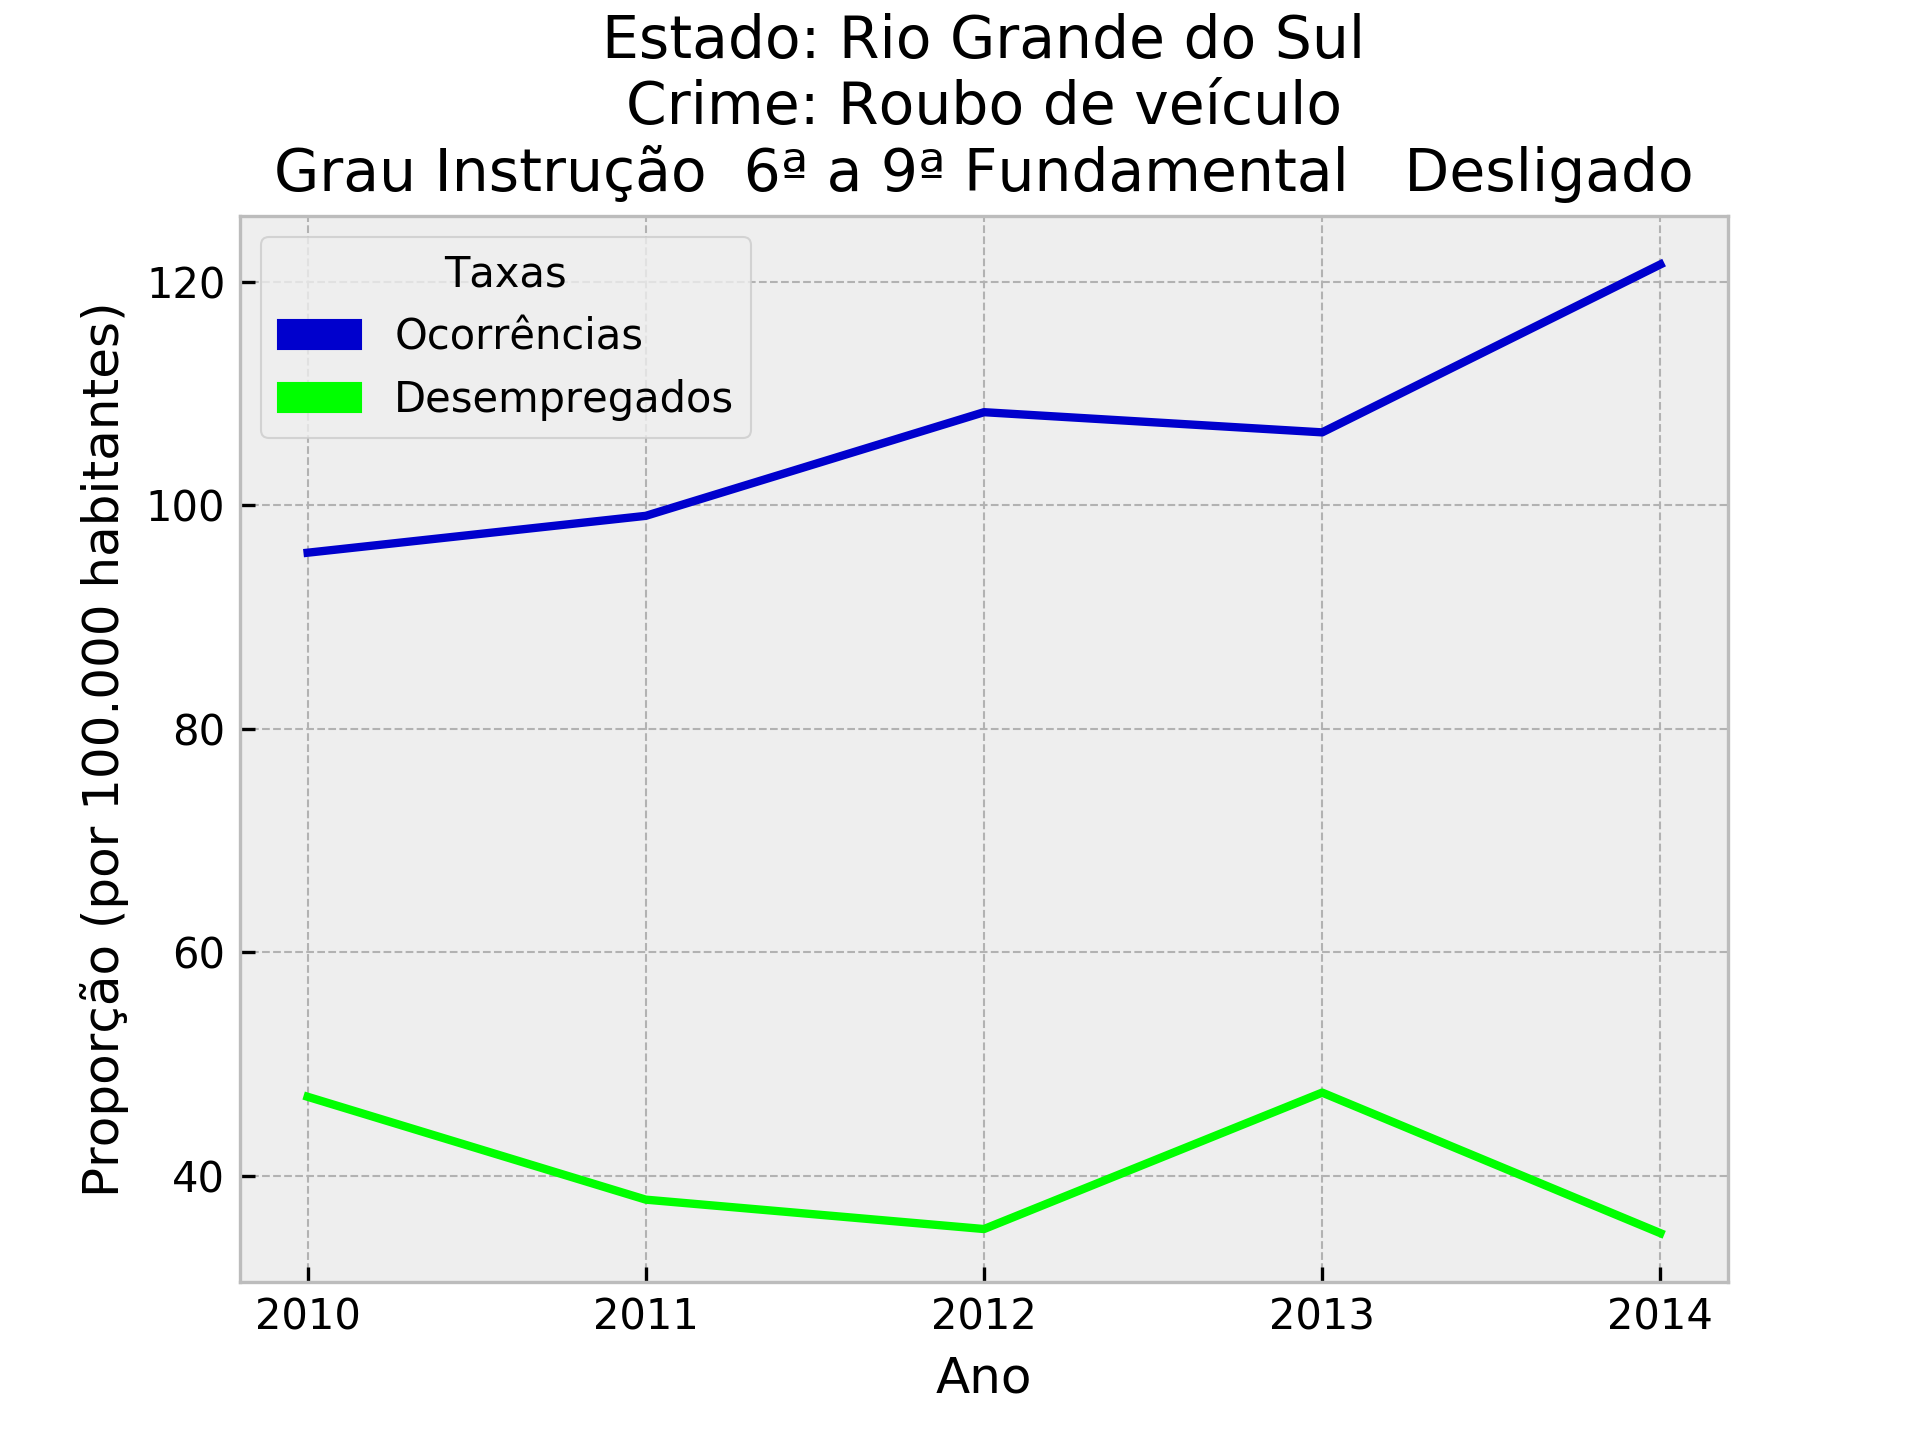 Estado: Rio Grande do Sul
Crime: Roubo de veículo
Grau Instrução  6ª a 9ª Fundamental   Desligado
Taxas
Ocorrências
Desempregados
Proporção (por 100.000 habitantes)
120
100
80
60
40
2010 2011 2012 2013 2014
Ano